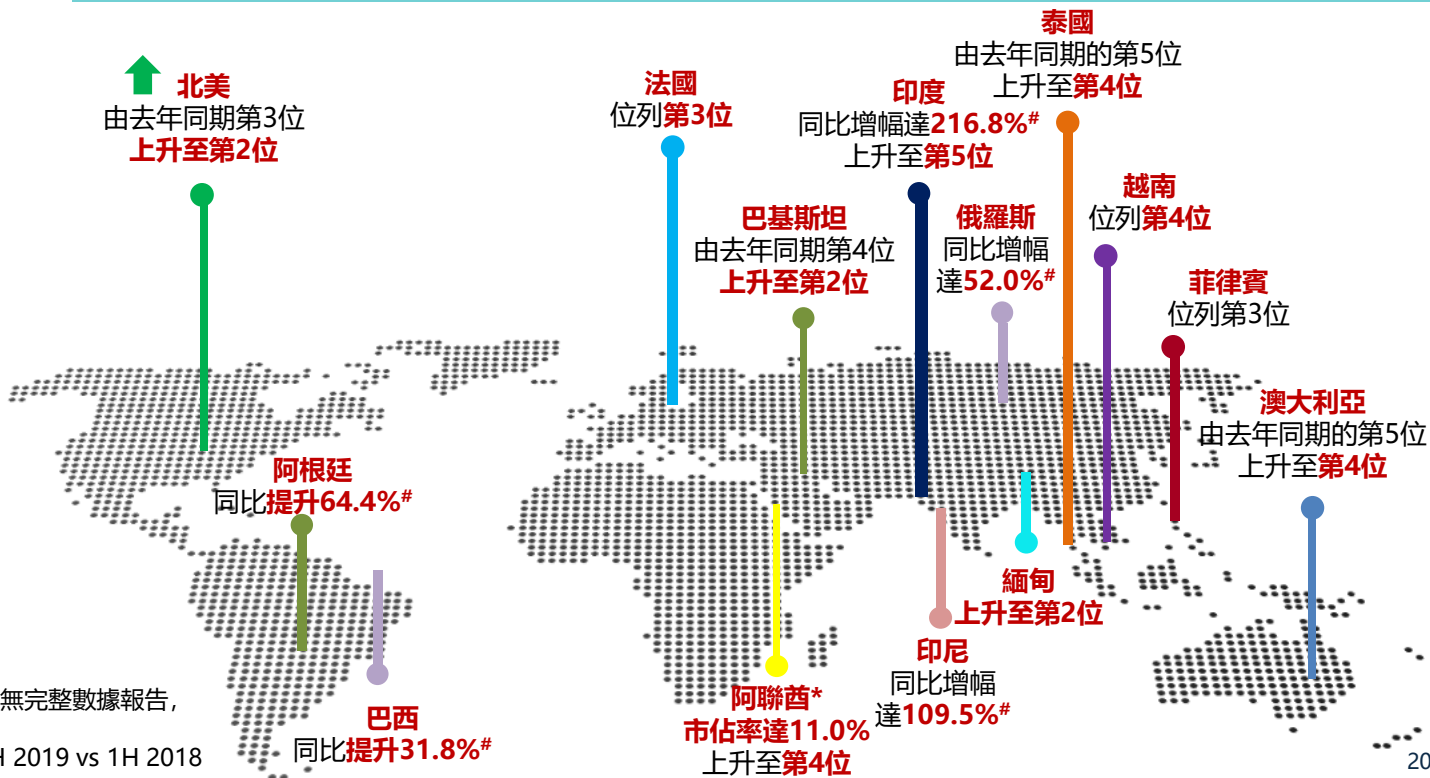 泰國
由去年同期的第5位
上升至第4位
北美
由去年同期第3位
上升至第2位
法國
位列第3位
印度
同比增幅達216.8%#
上升至第5位
越南
位列第4位
巴基斯坦
由去年同期第4位
上升至第2位
俄羅斯
同比增幅
達52.0%#
菲律賓
位列第3位
澳大利亞
由去年同期的第5位
上升至第4位
阿根廷
同比提升64.4%#
緬甸
上升至第2位
印尼
同比增幅
達109.5%#
阿聯酋*
市佔率達11.0%
上升至第4位
巴西
同比提升31.8%#
無完整數據報告,
H 2019 vs 1H 2018
20